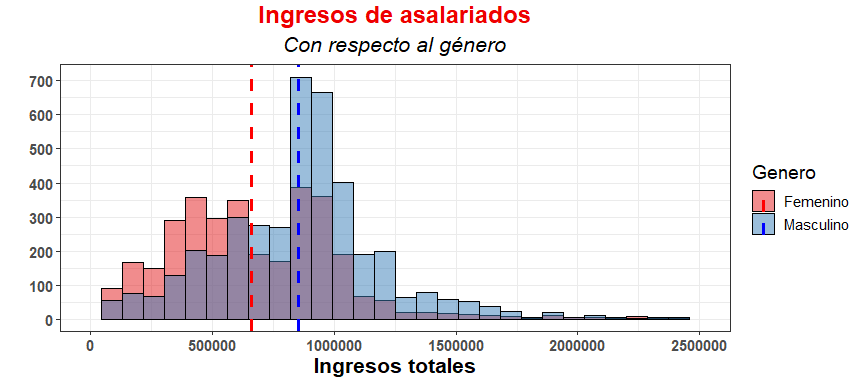 Ingresos de asalariados
Con respecto al género
700
600
500
400
300
200
100
0
0 500000 1000000 1500000 2000000 2500000
Ingresos totales
Genero
Femenino
Masculino